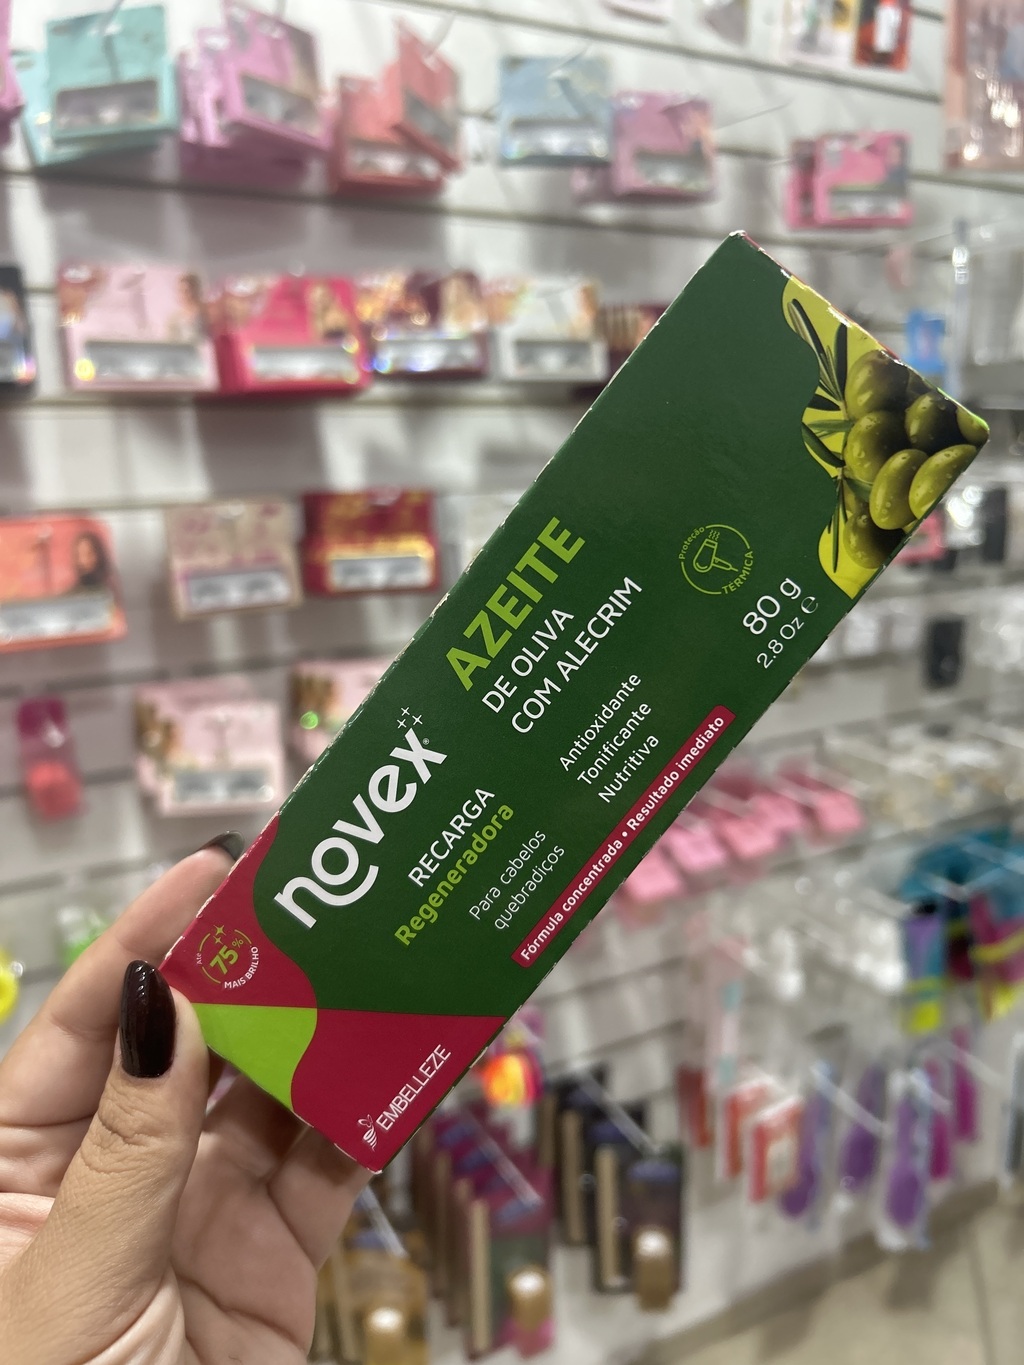 novex®
RECARGA
Regeneradora
Para cabelos
quebradiços
AZEITE
DE OLIVA
COM ALECRIM
Antioxidante
Tonificante
Nutritiva
Fórmula concentrada • Resultado imediato
Proteção
TÉRMICA
80 g
2.8 Oz e
Até
75%
MAIS BRILHO
EMBELLEZE